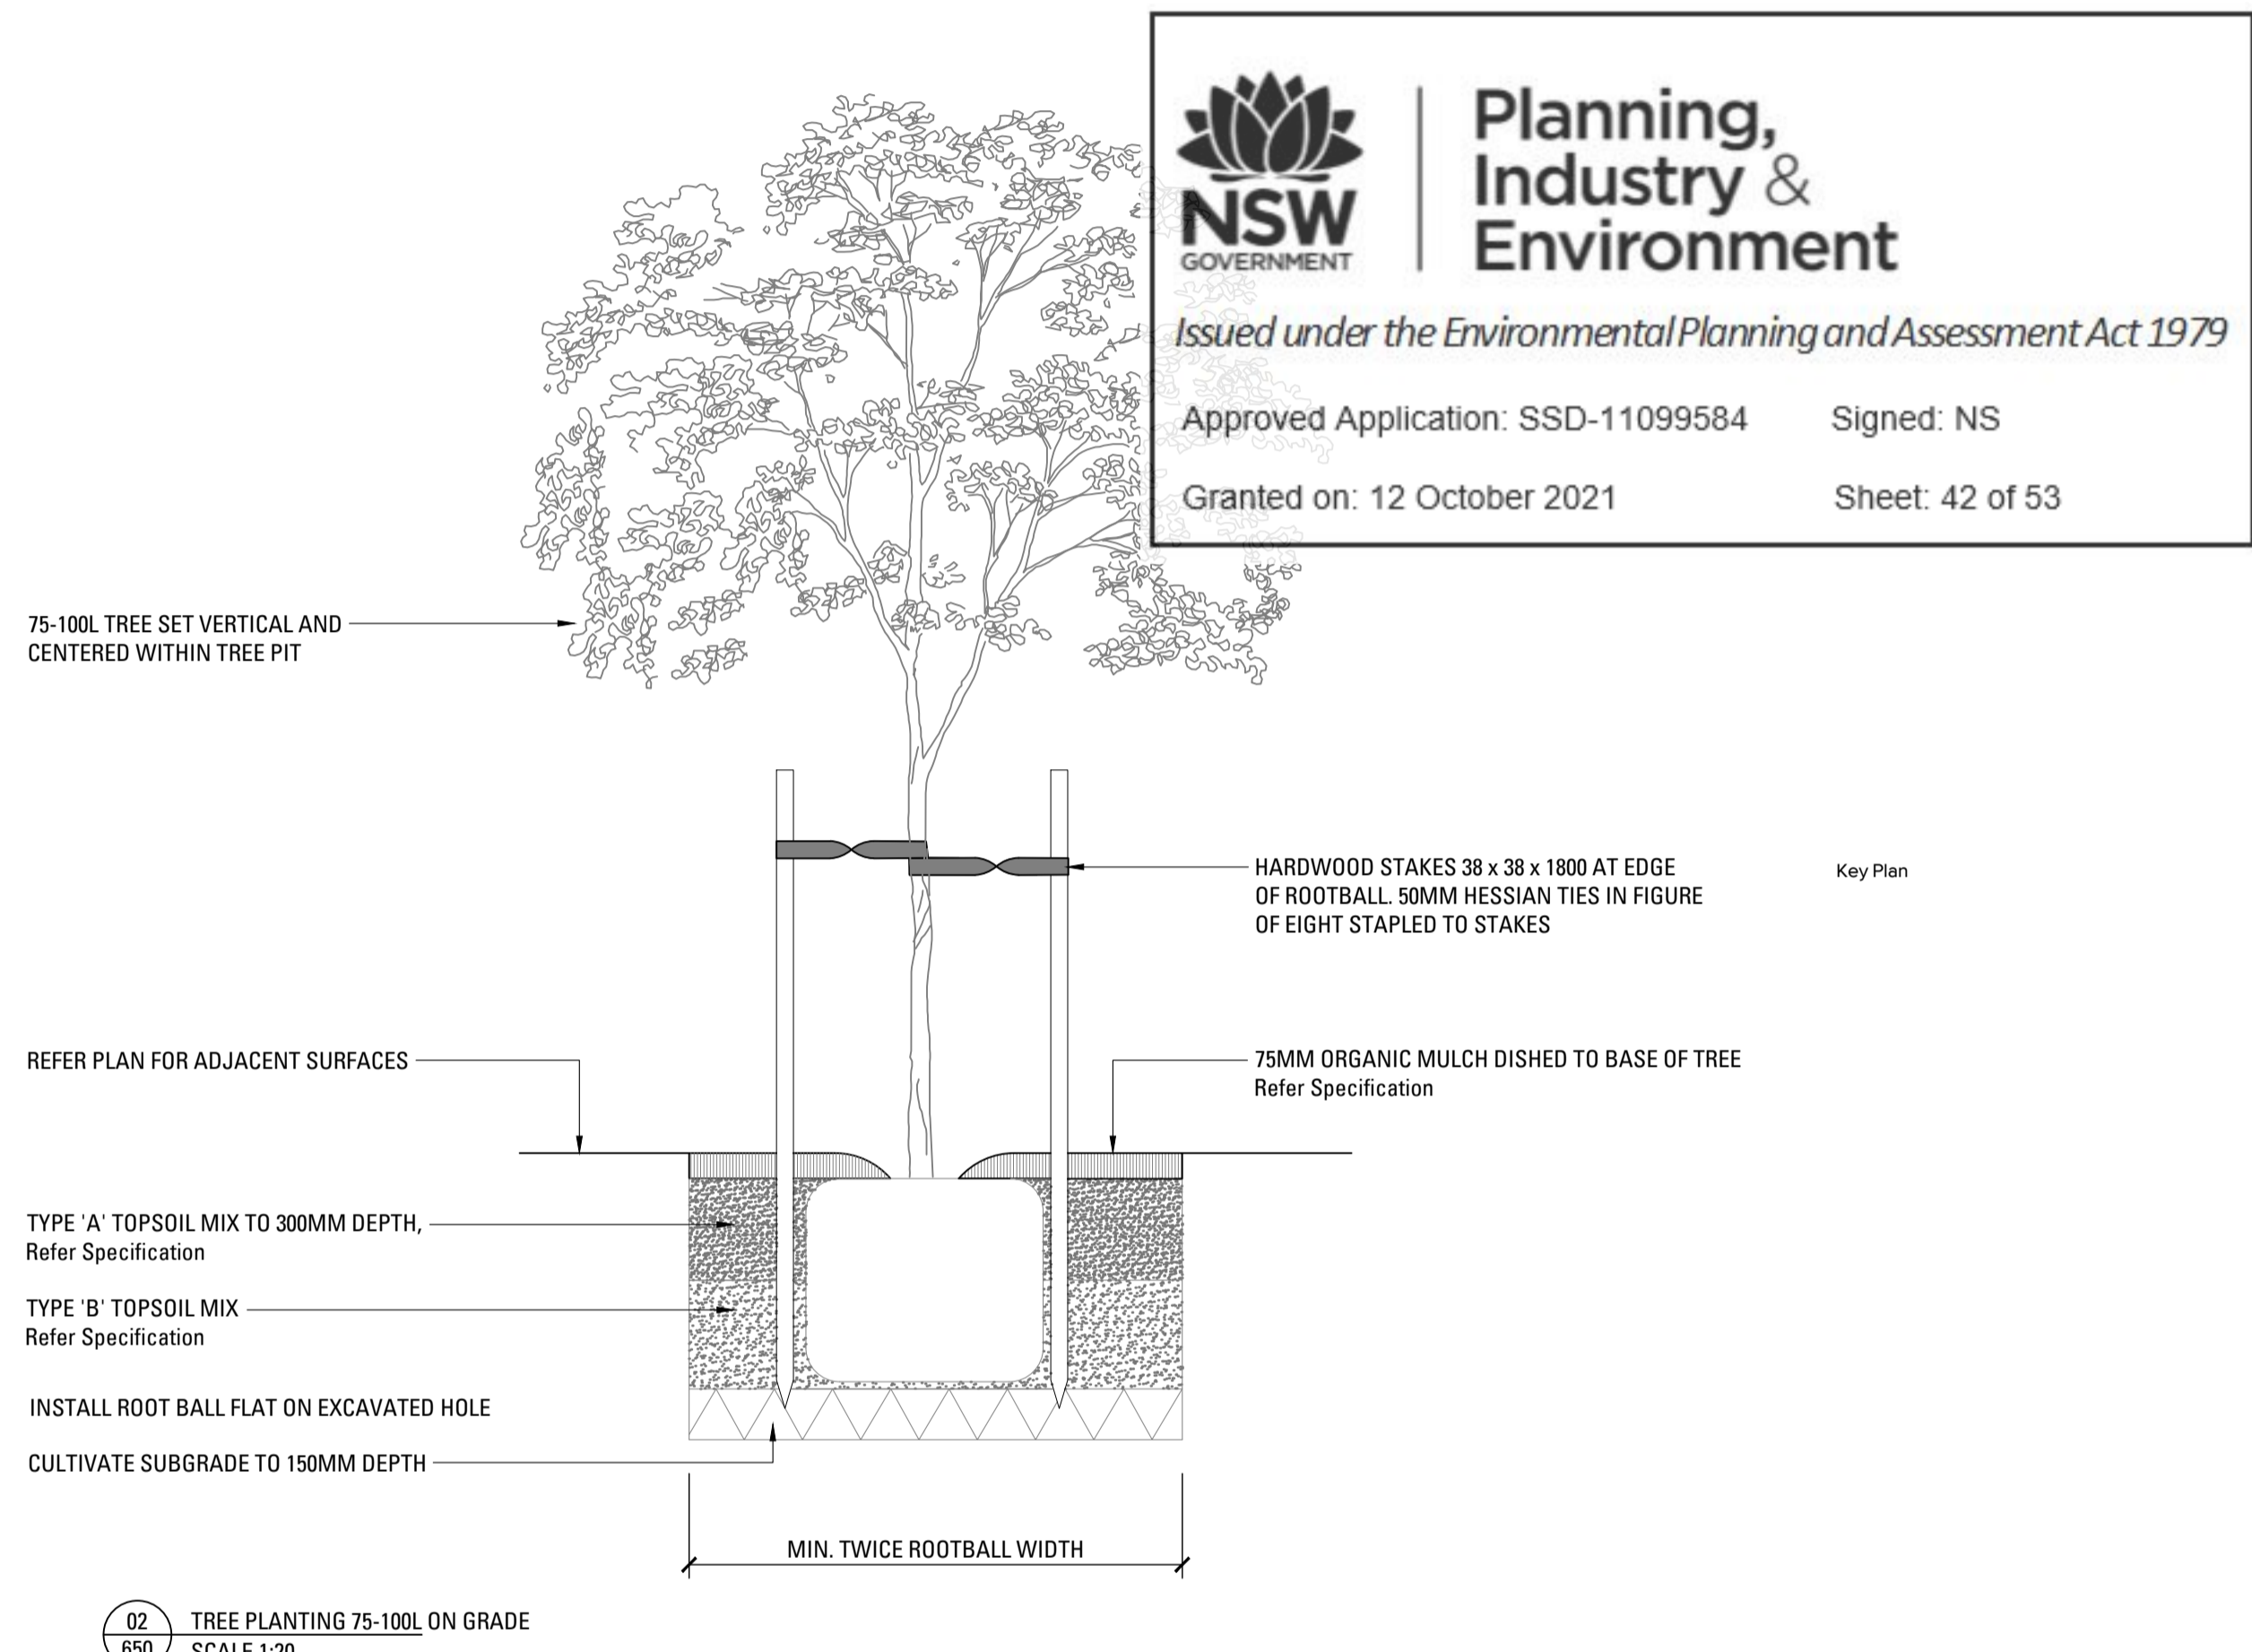 NSW
GOVERNMENT
Planning,
Industry &
Environment
Issued under the Environmental Planning and Assessment Act 1979
Approved Application: SSD-11099584
Signed: NS
Granted on: 12 October 2021
Sheet: 42 of 53
75-100L TREE SET VERTICAL AND
CENTERED WITHIN TREE PIT
HARDWOOD STAKES 38 x 38 x 1800 AT EDGE
OF ROOTBALL. 50MM HESSIAN TIES IN FIGURE
OF EIGHT STAPLED TO STAKES
Key Plan
REFER PLAN FOR ADJACENT SURFACES
75MM ORGANIC MULCH DISHED TO BASE OF TREE
Refer Specification
TYPE 'A' TOPSOIL MIX TO 300MM DEPTH,
Refer Specification
TYPE 'B' TOPSOIL MIX
Refer Specification
INSTALL ROOT BALL FLAT ON EXCAVATED HOLE
CULTIVATE SUBGRADE TO 150MM DEPTH
MIN. TWICE ROOTBALL WIDTH
02
650
TREE PLANTING 75-100L ON GRADE
SCALE 1:20